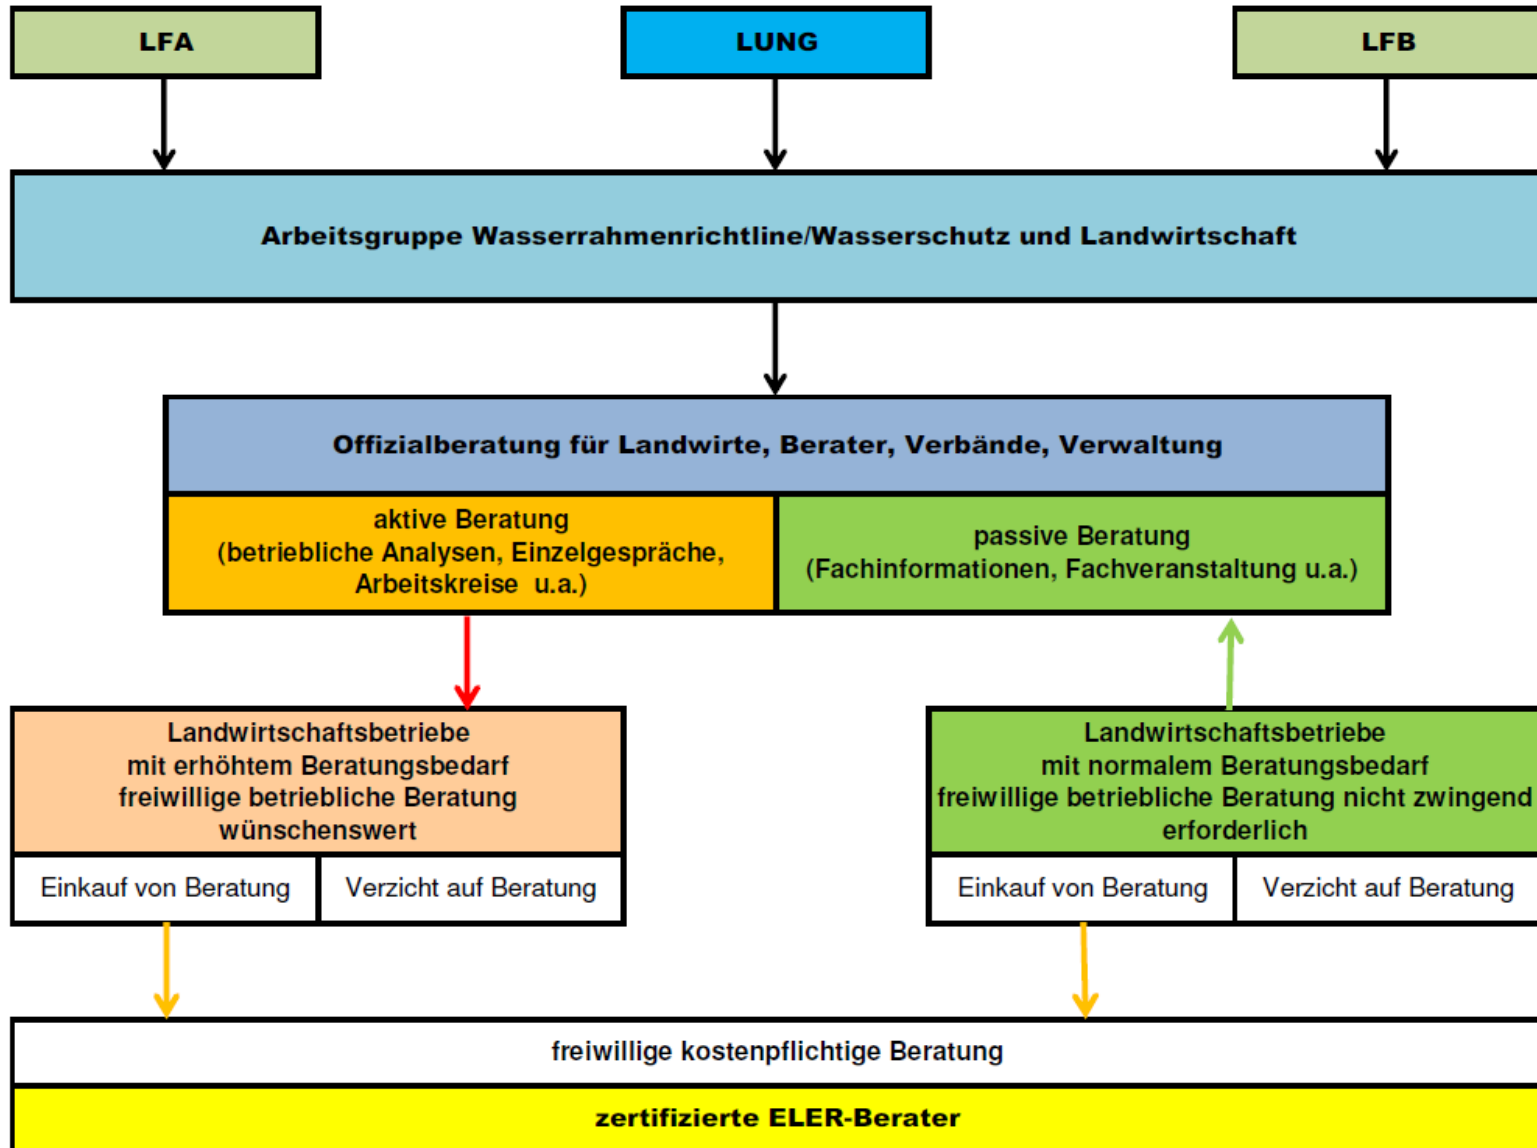 LFA
LUNG
LFB
Arbeitsgruppe Wasserrahmenrichtline/Wasserschutz und Landwirtschaft
Offizialberatung für Landwirte, Berater, Verbände, Verwaltung
aktive Beratung
(betriebliche Analysen, Einzelgespräche,
Arbeitskreise u.a.)
passive Beratung
(Fachinformationen, Fachveranstaltung u.a.)
Landwirtschaftsbetriebe
mit erhöhtem Beratungsbedarf
freiwillige betriebliche Beratung
wünschenswert
Einkauf von Beratung
Verzicht auf Beratung
Landwirtschaftsbetriebe
mit normalem Beratungsbedarf
freiwillige betriebliche Beratung nicht zwingend
erforderlich
Einkauf von Beratung
Verzicht auf Beratung
freiwillige kostenpflichtige Beratung
zertifizierte ELER-Berater